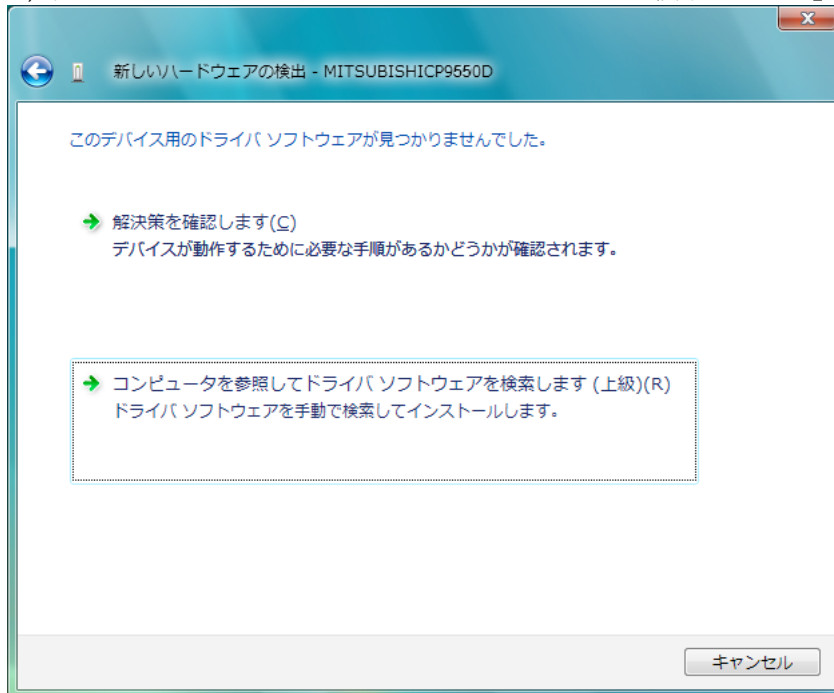 新しいハードウェアの検出 - MITSUBISHICP9550D
このデバイス用のドライバ ソフトウェアが見つかりませんでした。
解決策を確認します(C)
デバイスが動作するために必要な手順があるかどうかが確認されます。
コンピュータを参照してドライバ ソフトウェアを検索します (上級)(R)
ドライバ ソフトウェアを手動で検索してインストールします。
キャンセル